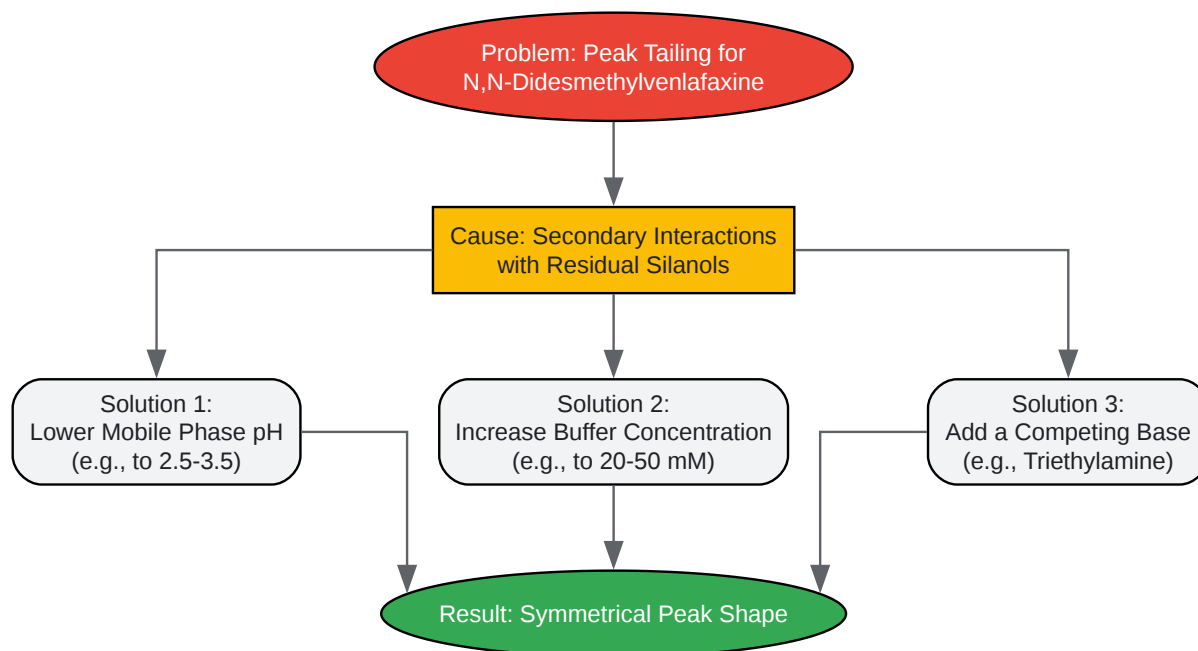 Problem: Peak Tailing for
N,N-Didesmethylvenlafaxine
Cause: Secondary Interactions
with Residual Silanols
Solution 1:
Lower Mobile Phase pH
(e.g., to 2.5-3.5)
Solution 2:
Increase Buffer Concentration
(e.g., to 20-50 mM)
Solution 3:
Add a Competing Base
(e.g., Triethylamine)
Result: Symmetrical Peak Shape